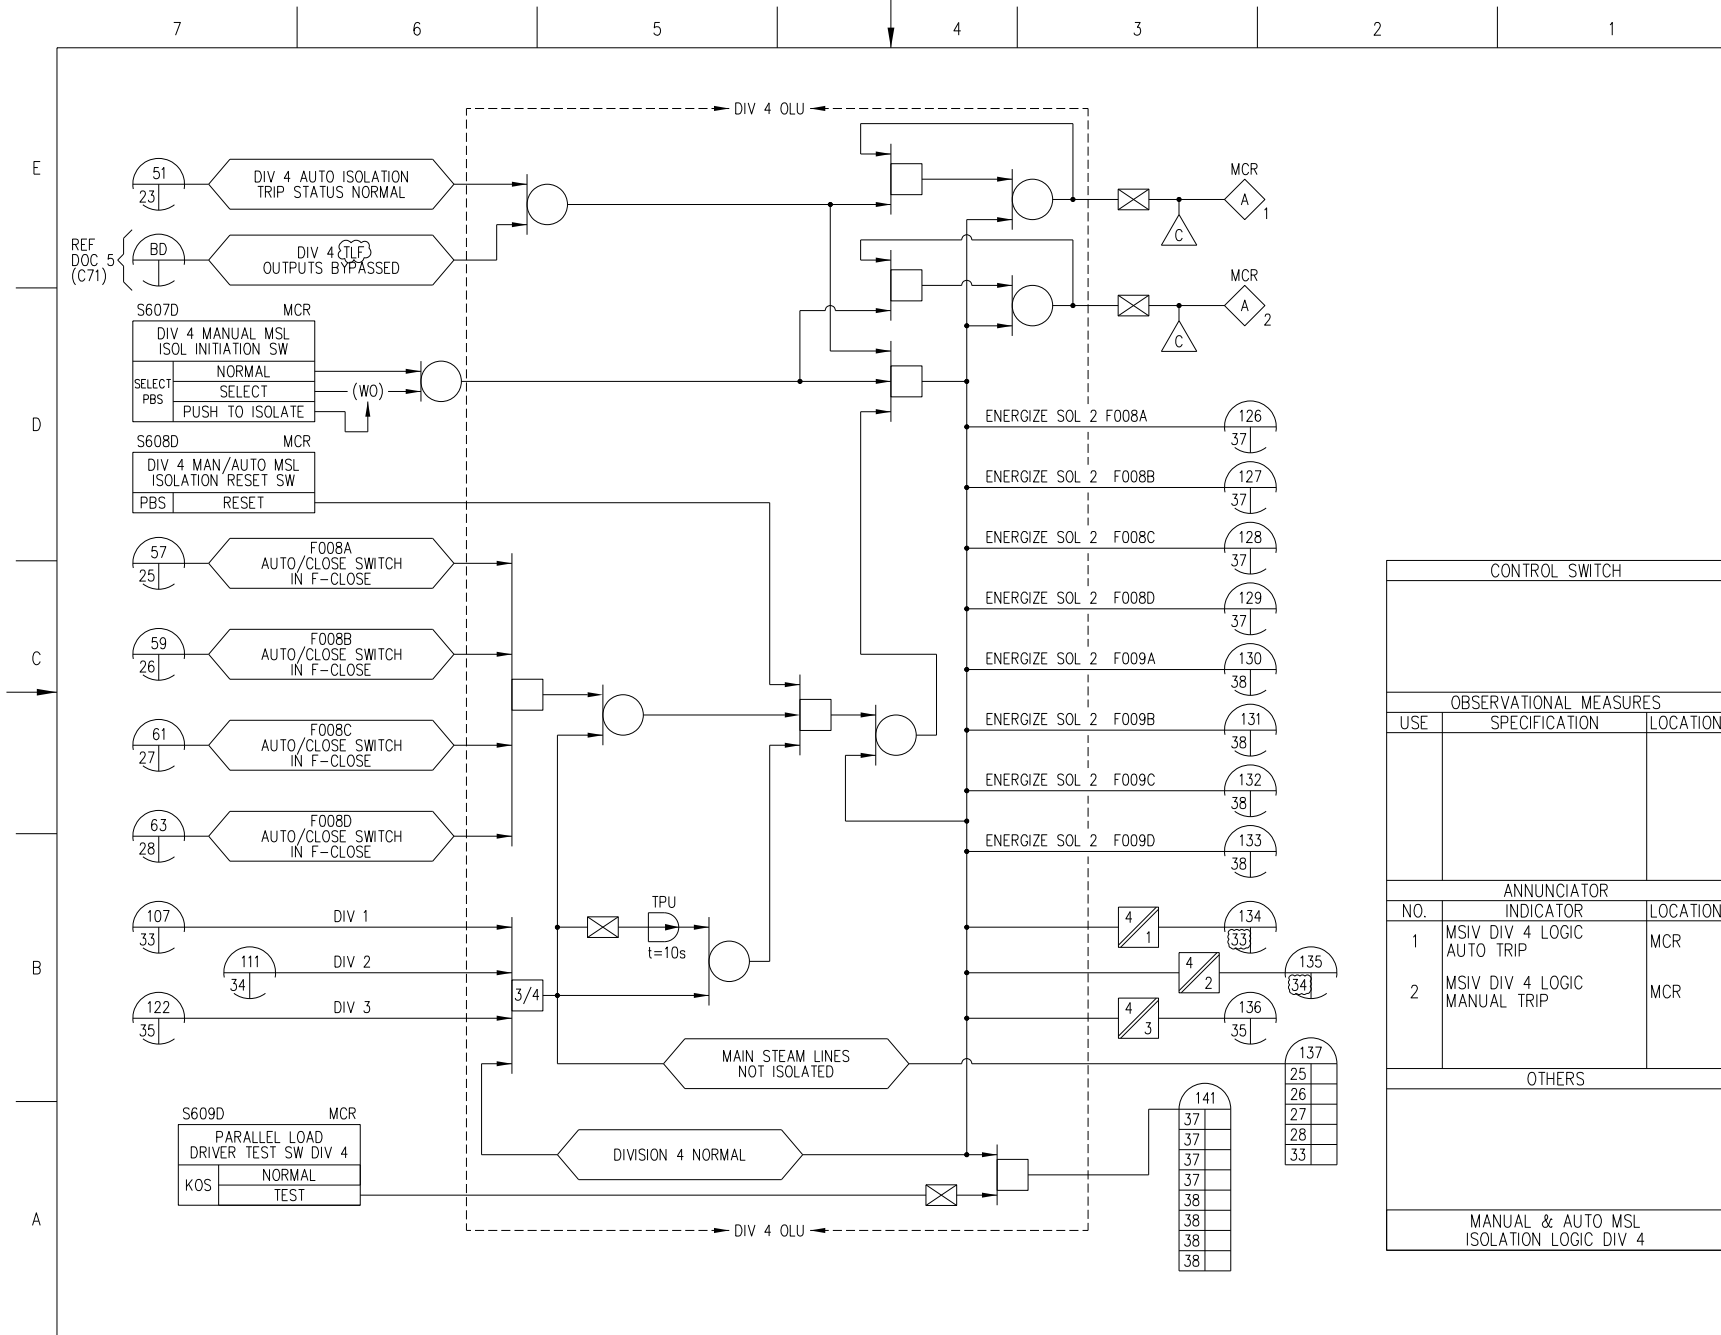 7 6 5 4 3 2 1
DIV 4 OLU
E
51
23
DIV 4 AUTO ISOLATION
TRIP STATUS NORMAL
MCR
A
1
C
REF
DOC 5
(C71)
BD
DIV 4 TLF
OUTPUTS BYPASSED
MCR
A
2
C
S607D MCR
DIV 4 MANUAL MSL
ISOL INITIATION SW
SELECT
PBS
NORMAL
SELECT
PUSH TO ISOLATE
(WO)
D
S608D MCR
DIV 4 MAN/AUTO MSL
ISOLATION RESET SW
PBS RESET
ENERGIZE SOL 2 F008A
126
37
ENERGIZE SOL 2 F008B
127
37
ENERGIZE SOL 2 F008C
128
37
ENERGIZE SOL 2 F008D
129
37
ENERGIZE SOL 2 F009A
130
38
ENERGIZE SOL 2 F009B
131
38
ENERGIZE SOL 2 F009C
132
38
ENERGIZE SOL 2 F009D
133
38
57
25
F008A
AUTO/CLOSE SWITCH
IN F-CLOSE
C
59
26
F008B
AUTO/CLOSE SWITCH
IN F-CLOSE
61
27
F008C
AUTO/CLOSE SWITCH
IN F-CLOSE
63
28
F008D
AUTO/CLOSE SWITCH
IN F-CLOSE
B
107
33
DIV 1
111
34
DIV 2
122
35
DIV 3
3/4
TPU
t=10s
4
1
134
33
4
2
135
34
4
3
136
35
MAIN STEAM LINES
NOT ISOLATED
137
25
26
27
28
33
S609D MCR
PARALLEL LOAD
DRIVER TEST SW DIV 4
KOS
NORMAL
TEST
DIVISION 4 NORMAL
141
37
37
37
37
38
38
38
38
A
DIV 4 OLU
CONTROL SWITCH
OBSERVATIONAL MEASURES
USE SPECIFICATION LOCATION
ANNUNCIATOR
NO. INDICATOR LOCATION
1 MSIV DIV 4 LOGIC
AUTO TRIP
MCR
2 MSIV DIV 4 LOGIC
MANUAL TRIP
MCR
OTHERS
MANUAL & AUTO MSL
ISOLATION LOGIC DIV 4